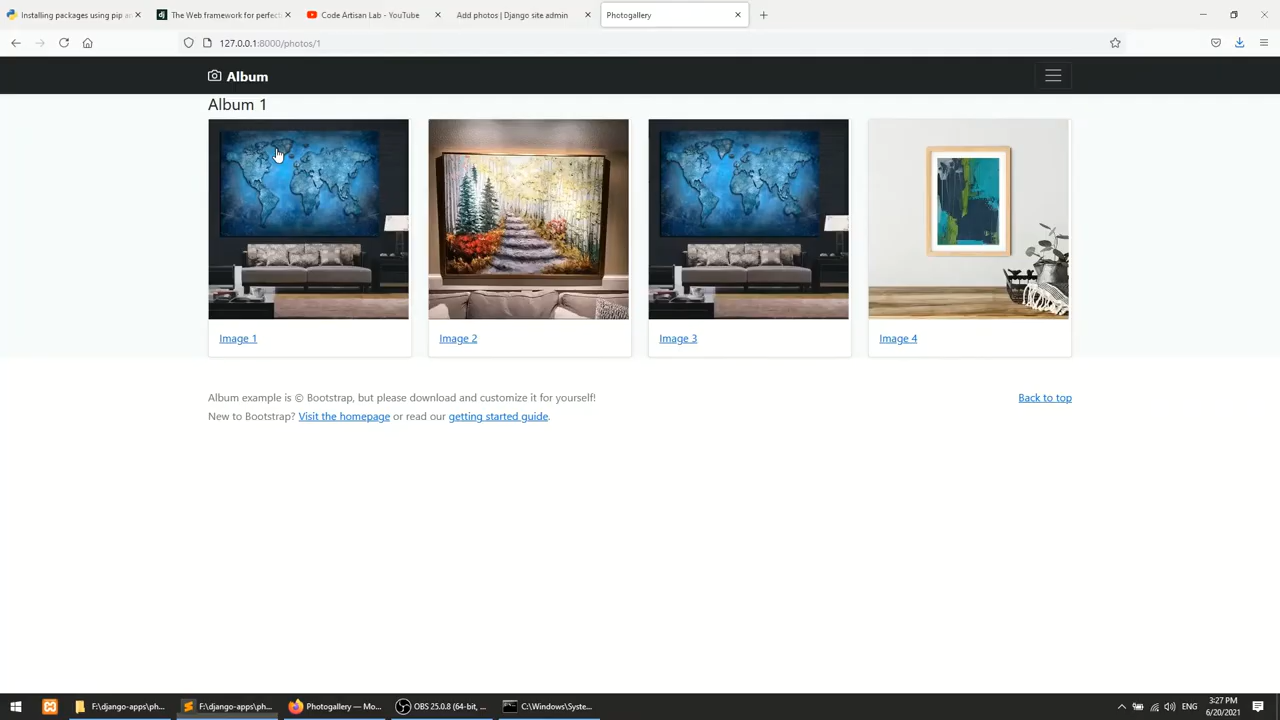 Installing packages using pip an
The Web framework for perfect
Code Artisan Lab - YouTube
Add photos | Django site admin
Photogallery
127.0.0.1:8000/photos/1
Album
Album 1
Image 1
Image 2
Image 3
Image 4
Album example is © Bootstrap, but please download and customize it for yourself!
Back to top
New to Bootstrap? Visit the homepage or read our getting started guide.
F:\django-apps\ph...
F:\django-apps\ph...
Photogallery — Mo...
OBS 25.0.8 (64-bit, ...
C:\Windows\Syste...
ENG
3:27 PM
6/20/2021